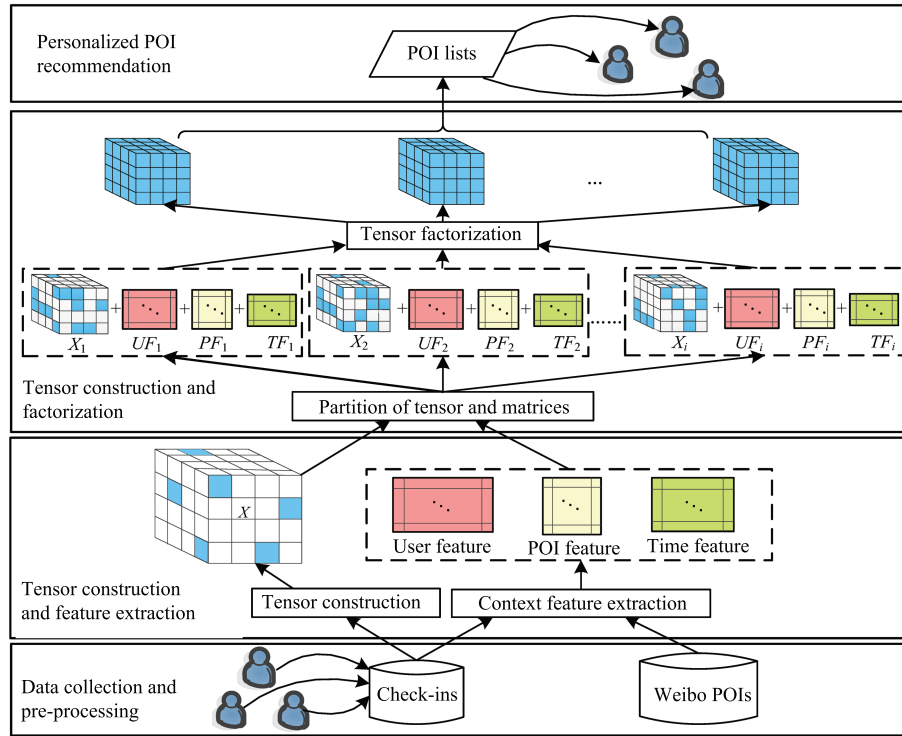 Personalized POI
recommendation
POI lists
...
Tensor factorization
+ + +
X1 UF1 PF1 TF1
+ + +
X2 UF2 PF2 TF2
......
+ + +
Xi UFi PFi TFi
Tensor construction and
factorization
Partition of tensor and matrices
X
User feature
POI feature
Time feature
Tensor construction
and feature extraction
Tensor construction
Context feature extraction
Data collection and
pre-processing
Check-ins
Weibo POIs